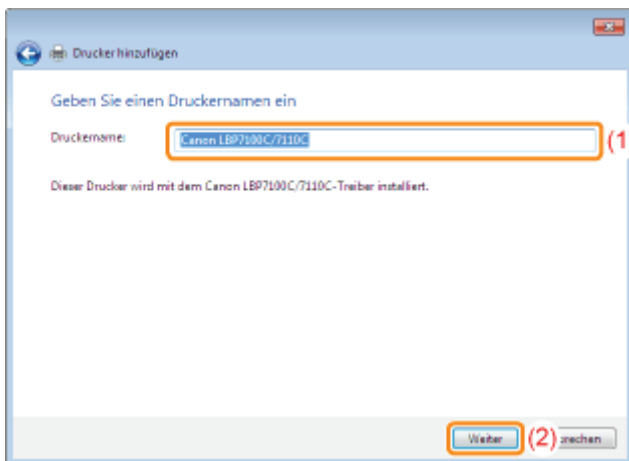 Drucker hinzufügen
Geben Sie einen Druckernamen ein
Druckername:
Canon LBP7100C/7110C
(1
Dieser Drucker wird mit dem Canon LBP7100C/7110C-Treiber installiert.
Weiter (2) rechen